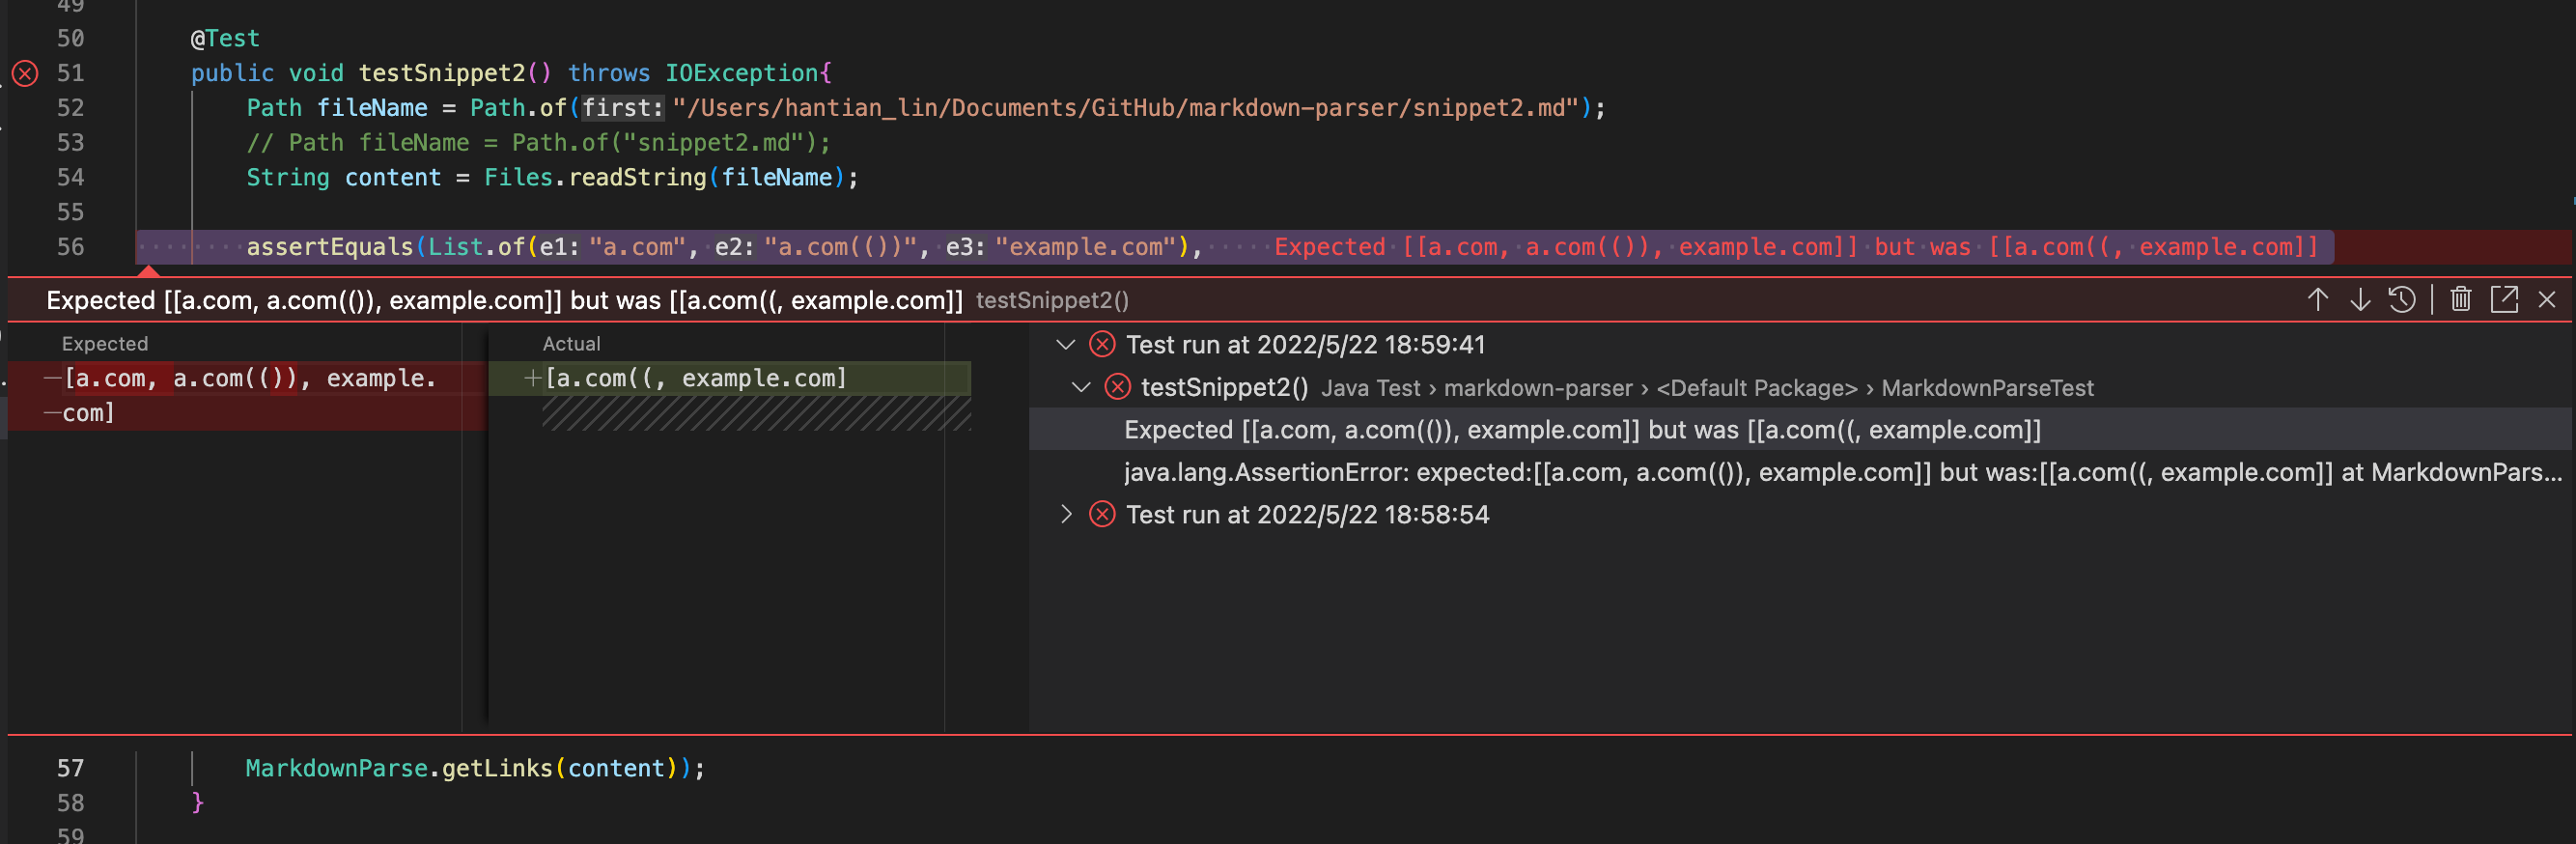 49
50 @Test
51 public void testSnippet2() throws IOException{
52 Path fileName = Path.of(first:"/Users/hantian_lin/Documents/GitHub/markdown-parser/snippet2.md");
53 // Path fileName = Path.of("snippet2.md");
54 String content = Files.readString(fileName);
55
56 assertEquals(List.of(e1:"a.com", e2:"a.com(())", e3:"example.com"), Expected [[a.com, a.com(()), example.com]] but was [[a.com((, example.com]]
Expected [[a.com, a.com(()), example.com]] but was [[a.com((, example.com]] testSnippet2()
Expected
−[a.com, a.com(()), example.
−com]
Actual
+[a.com((, example.com]
Test run at 2022/5/22 18:59:41
testSnippet2() Java Test › markdown-parser › <Default Package> › MarkdownParseTest
Expected [[a.com, a.com(()), example.com]] but was [[a.com((, example.com]]
java.lang.AssertionError: expected:[[a.com, a.com(()), example.com]] but was:[[a.com((, example.com]] at MarkdownPars...
Test run at 2022/5/22 18:58:54
57 MarkdownParse.getLinks(content));
58 }
59